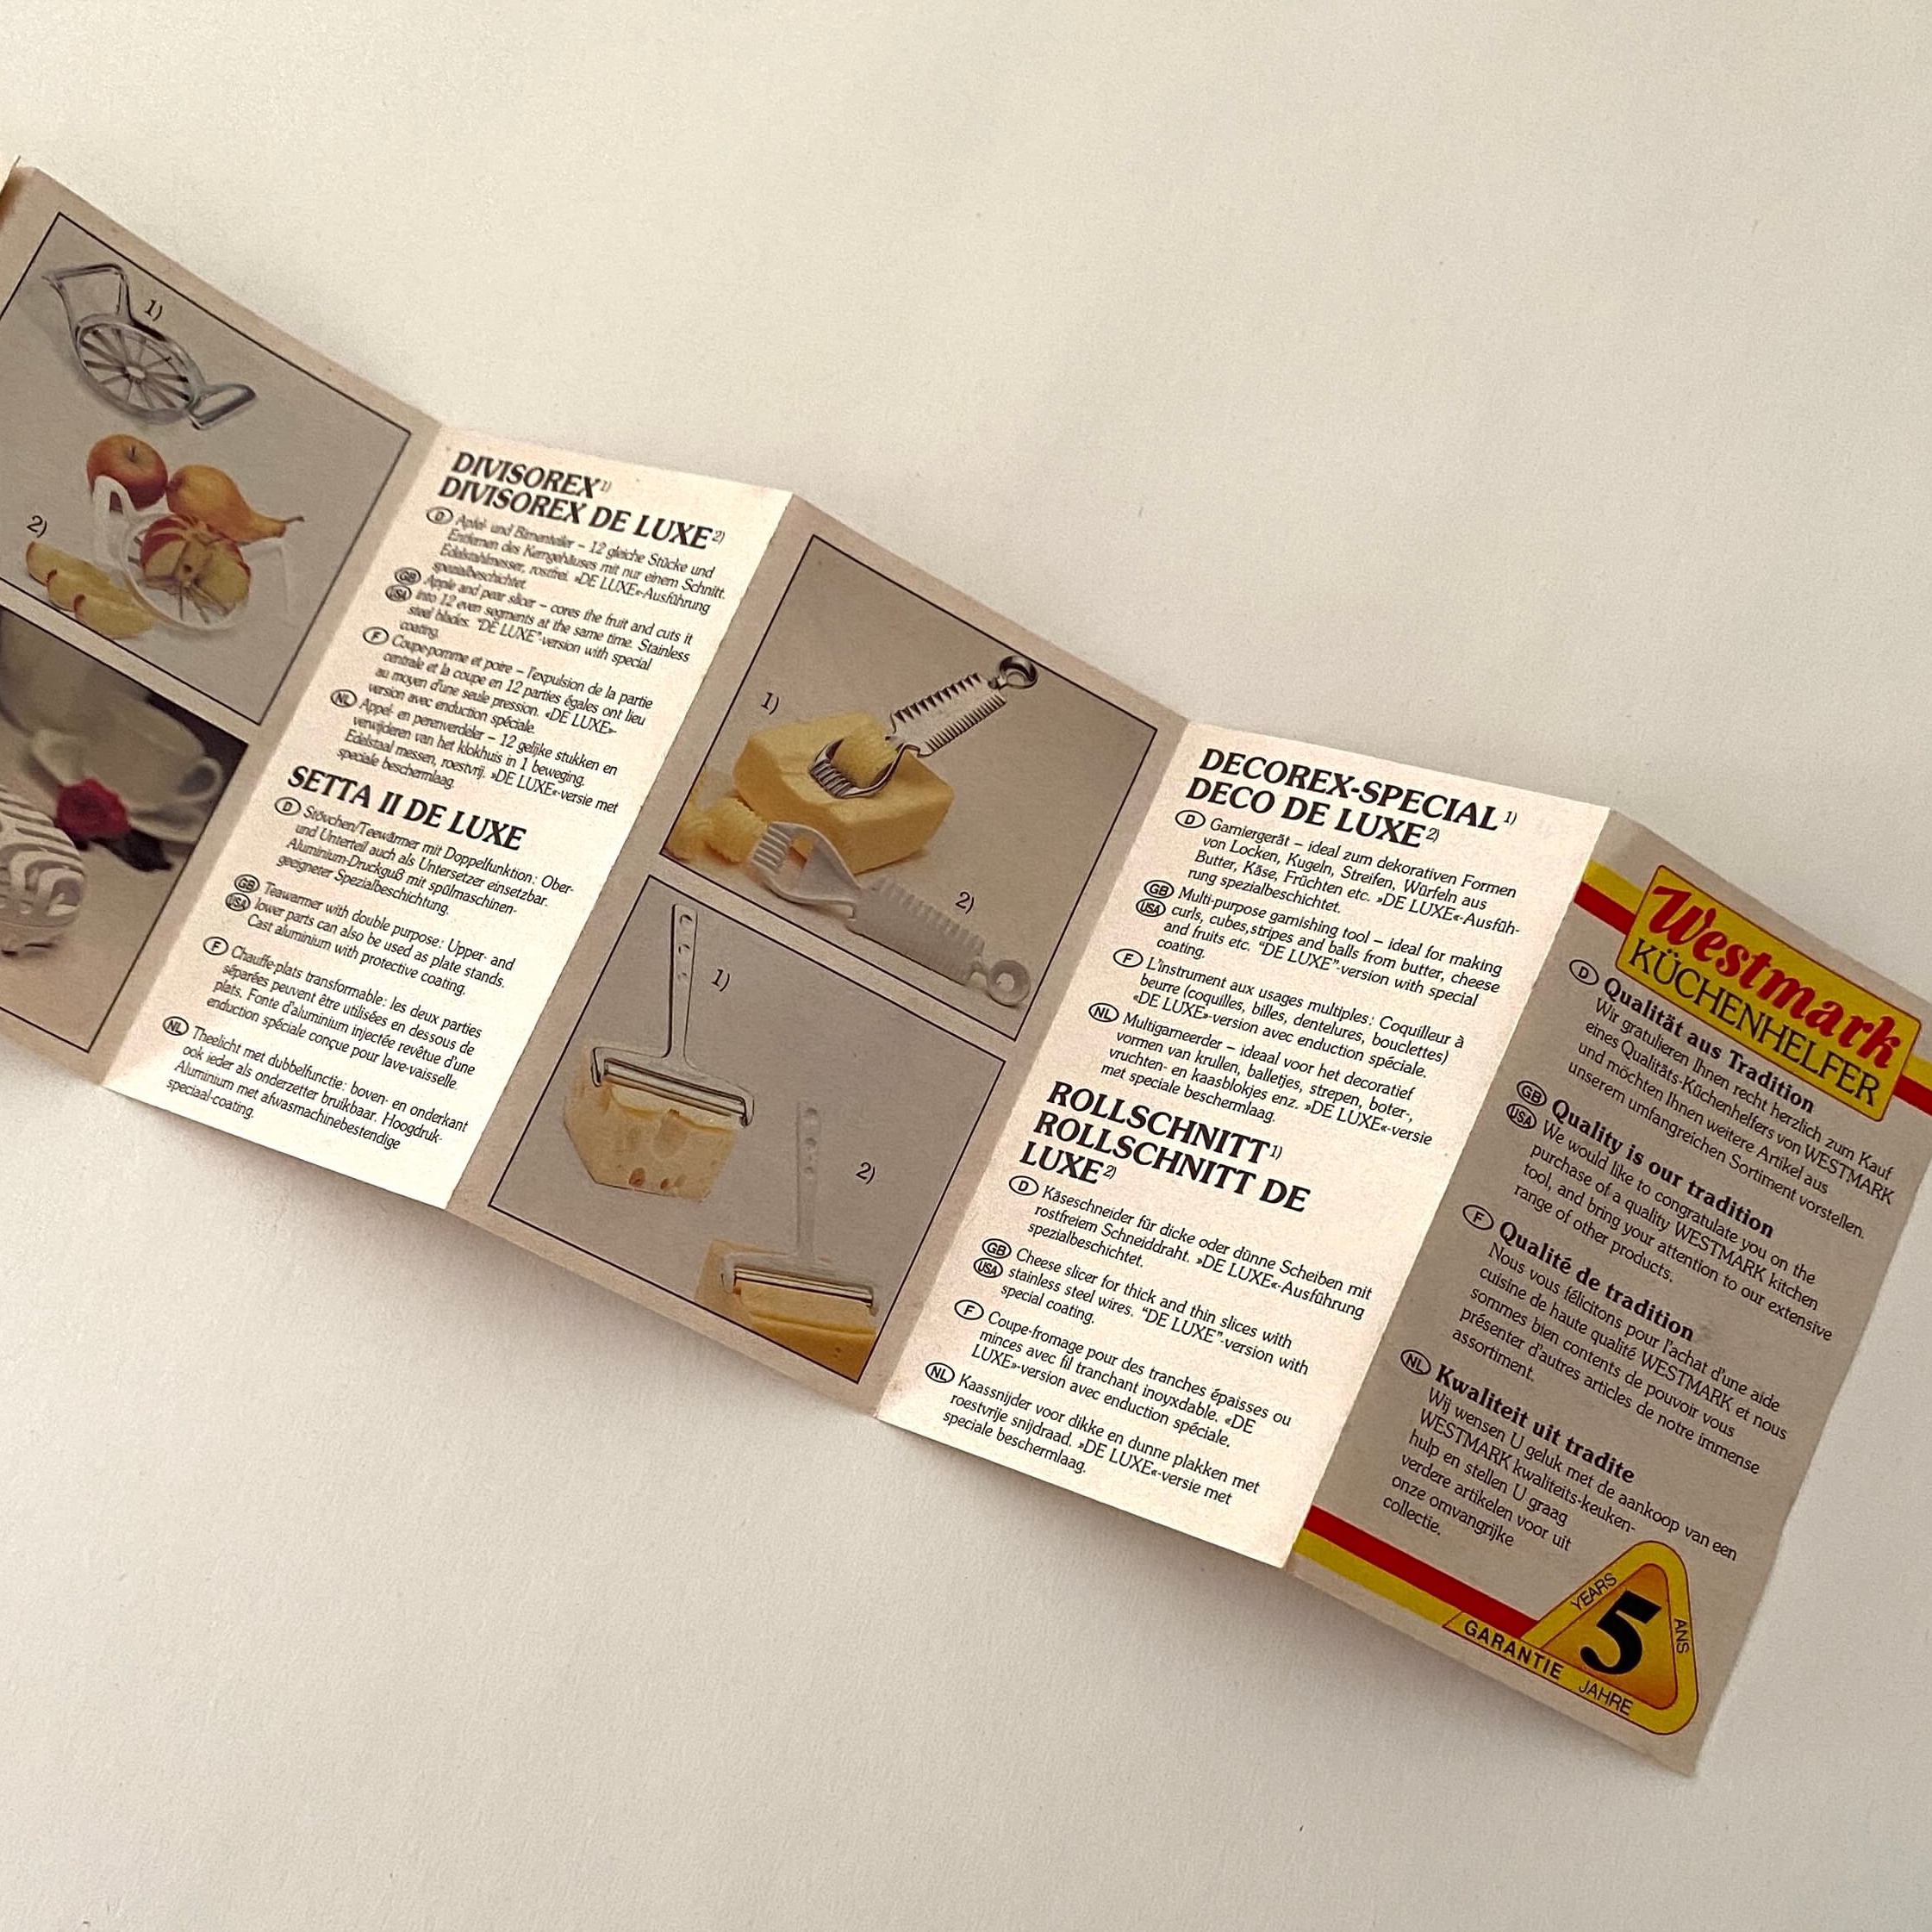 1)
2)
DIVISOREX 1)
DIVISOREX DE LUXE 2)
D Apfel- und Birnenteiler – 12 gleiche Stücke und
Entfernen des Kerngehäuses mit nur einem Schnitt.
Edelstahlmesser, rostfrei. »DE LUXE«-Ausführung
spezialbeschichtet.
GB Apple and pear slicer – cores the fruit and cuts it
USA into 12 even segments at the same time. Stainless
steel blades. “DE LUXE”-version with special
coating.
F Coupe-pomme et poire – l'expulsion de la partie
centrale et la coupe en 12 parties égales ont lieu
au moyen d'une seule pression. «DE LUXE»-
version avec enduction spéciale.
NL Appel- en perenverdeler – 12 gelijke stukken en
verwijderen van het klokhuis in 1 beweging.
Edelstaal messen, roestvrij. »DE LUXE«-versie met
speciale beschermlaag.
SETTA II DE LUXE
D Stövchen/Teewärmer mit Doppelfunktion: Ober-
und Unterteil auch als Untersetzer einsetzbar.
Aluminium-Druckguß mit spülmaschinen-
geeigneter Spezialbeschichtung.
GB Teawarmer with double purpose: Upper- and
USA lower parts can also be used as plate stands.
Cast aluminium with protective coating.
F Chauffe-plats transformable: les deux parties
séparées peuvent être utilisées en dessous de
plats. Fonte d'aluminium injectée revêtue d'une
enduction spéciale conçue pour lave-vaisselle.
NL Theelicht met dubbelfunctie: boven- en onderkant
ook ieder als onderzetter bruikbaar. Hoogdruk-
Aluminium met afwasmachinebestendige
speciaal-coating.
1)
2)
1)
2)
DECOREX-SPECIAL 1)
DECO DE LUXE 2)
D Garniergerät – ideal zum dekorativen Formen
von Locken, Kugeln, Streifen, Würfeln aus
Butter, Käse, Früchten etc. »DE LUXE«-Ausfüh-
rung spezialbeschichtet.
GB Multi-purpose garnishing tool – ideal for making
USA curls, cubes, stripes and balls from butter, cheese
and fruits etc. “DE LUXE”-version with special
coating.
F L'instrument aux usages multiples: Coquilleur à
beurre (coquilles, billes, dentelures, bouclettes)
«DE LUXE»-version avec enduction spéciale.
NL Multigarneerder – ideaal voor het decoratief
vormen van krullen, balletjes, strepen, boter-,
vruchten- en kaasblokjes enz. »DE LUXE«-versie
met speciale beschermlaag.
ROLLSCHNITT 1)
ROLLSCHNITT DE
LUXE 2)
D Käseschneider für dicke oder dünne Scheiben mit
rostfreiem Schneiddraht. »DE LUXE«-Ausführung
spezialbeschichtet.
GB Cheese slicer for thick and thin slices with
USA stainless steel wires. “DE LUXE”-version with
special coating.
F Coupe-fromage pour des tranches épaisses ou
minces avec fil tranchant inoyxdable. «DE
LUXE»-version avec enduction spéciale.
NL Kaassnijder voor dikke en dunne plakken met
roestvrije snijdraad. »DE LUXE«-versie met
speciale beschermlaag.
Westmark
KÜCHENHELFER
D Qualität aus Tradition
Wir gratulieren Ihnen recht herzlich zum Kauf
eines Qualitäts-Küchenhelfers von WESTMARK
und möchten Ihnen weitere Artikel aus
unserem umfangreichen Sortiment vorstellen.
GB Quality is our tradition
USA We would like to congratulate you on the
purchase of a quality WESTMARK kitchen
tool, and bring your attention to our extensive
range of other products.
F Qualité de tradition
Nous vous félicitons pour l'achat d'une aide
cuisine de haute qualité WESTMARK et nous
sommes bien contents de pouvoir vous
présenter d'autres articles de notre immense
assortiment.
NL Kwaliteit uit tradite
Wij wensen U geluk met de aankoop van een
WESTMARK kwaliteits-keuken-
hulp en stellen U graag
verdere artikelen voor uit
onze omvangrijke
collectie.
YEARS
5
ANS
GARANTIE JAHRE